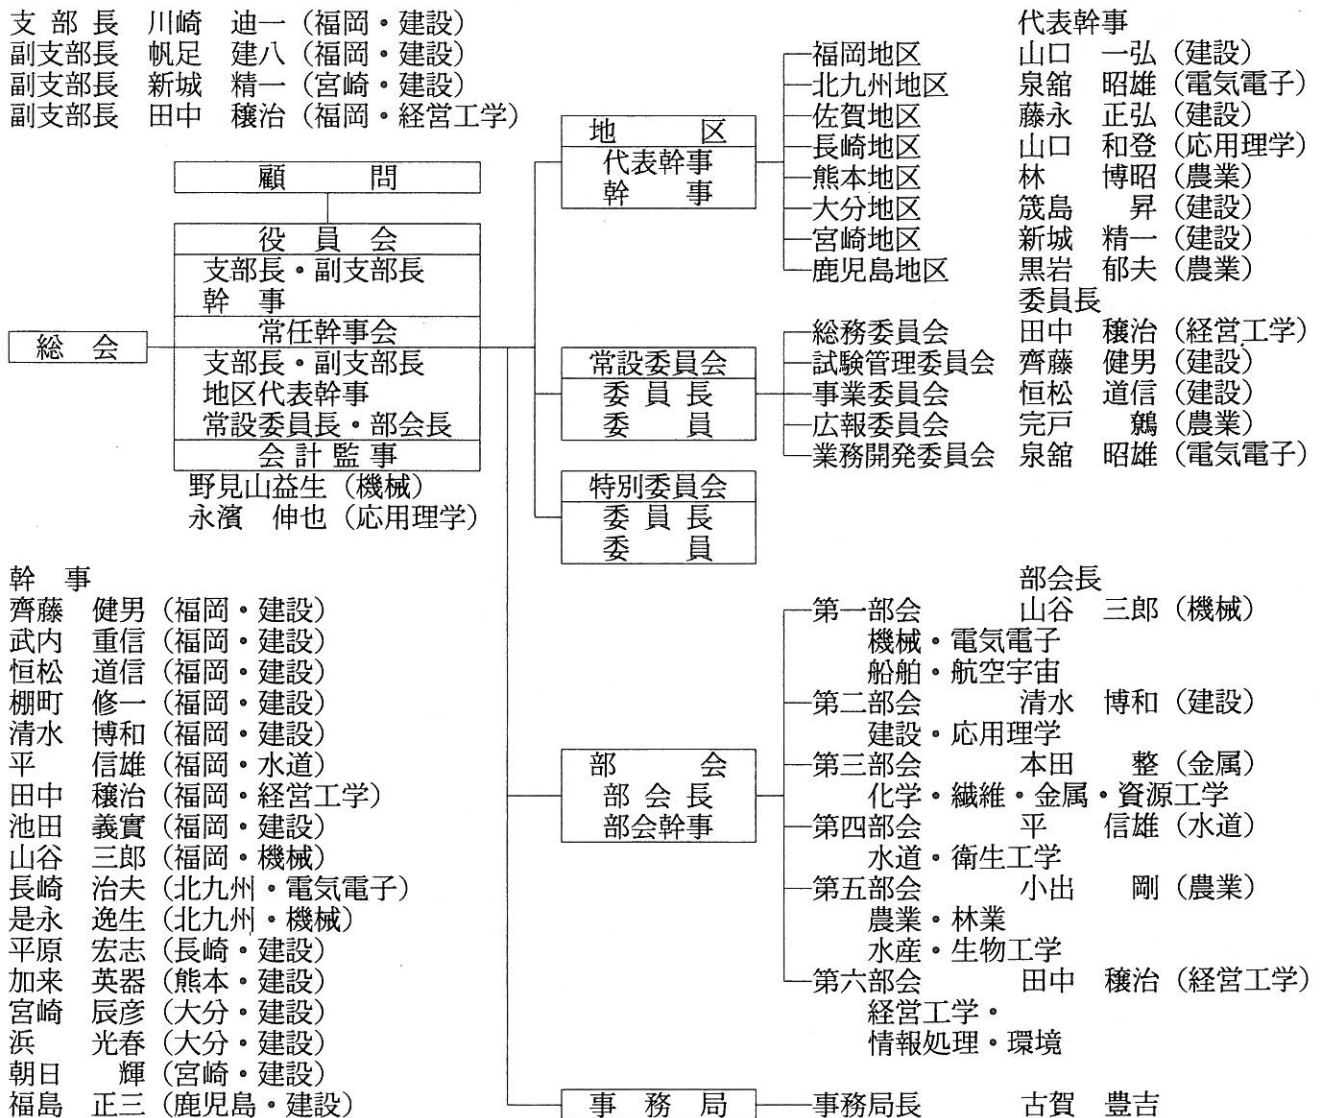 支部長 川崎 迪一（福岡・建設）
副支部長 帆足 建八（福岡・建設）
副支部長 新城 精一（宮崎・建設）
副支部長 田中 穰治（福岡・経営工学）
顧問
役員会
支部長・副支部長
幹事
常任幹事会
支部長・副支部長
地区代表幹事
常設委員長・部会長
会計監事
野見山益生（機械）
永濱 伸也（応用理学）
総会
幹事
齊藤 健男（福岡・建設）
武内 重信（福岡・建設）
恒松 道信（福岡・建設）
棚町 修一（福岡・建設）
清水 博和（福岡・建設）
平 信雄（福岡・水道）
田中 穰治（福岡・経営工学）
池田 義實（福岡・建設）
山谷 三郎（福岡・機械）
長崎 治夫（北九州・電気電子）
是永 逸生（北九州・機械）
平原 宏志（長崎・建設）
加来 英器（熊本・建設）
宮崎 辰彦（大分・建設）
浜 光春（大分・建設）
朝日 輝（宮崎・建設）
福島 正三（鹿児島・建設）
地区
代表幹事
幹事
代表幹事
福岡地区 山口 一弘（建設）
北九州地区 泉舘 昭雄（電気電子）
佐賀地区 藤永 正弘（建設）
長崎地区 山口 和登（応用理学）
熊本地区 林 博昭（農業）
大分地区 筬島 昇（建設）
宮崎地区 新城 精一（建設）
鹿児島地区 黒岩 郁夫（農業）
常設委員会
委員長
委員
委員長
総務委員会 田中 穰治（経営工学）
試験管理委員会 齊藤 健男（建設）
事業委員会 恒松 道信（建設）
広報委員会 宍戸（農業）
業務開発委員会 泉舘 昭雄（電気電子）
特別委員会
委員長
委員
部会
部会長
部会幹事
部会長
第一部会 山谷 三郎（機械）
機械・電気電子
船舶・航空宇宙
第二部会 清水 博和（建設）
建設・応用理学
第三部会 本田 整（金属）
化学・繊維・金属・資源工学
第四部会 平 信雄（水道）
水道・衛生工学
第五部会 小出 剛（農業）
農業・林業
水産・生物工学
第六部会 田中 穰治（経営工学）
経営工学・
情報処理・環境
事務局
事務局長 古賀 豊吉